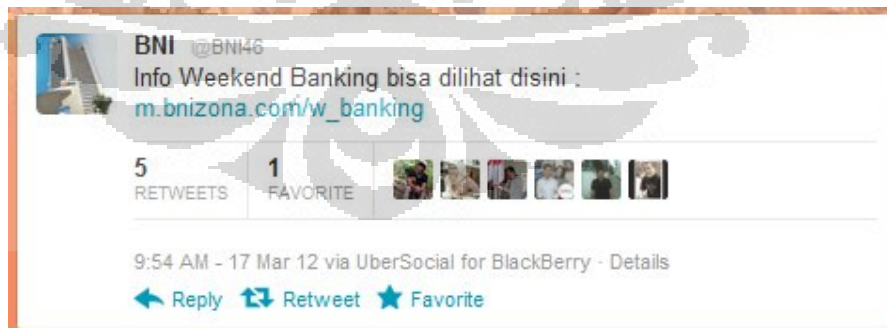 BNI @BNI46
Info Weekend Banking bisa dilihat disini :
m.bnizona.com/w_banking
5 1
RETWEETS FAVORITE
9:54 AM - 17 Mar 12 via UberSocial for BlackBerry · Details
Reply Retweet Favorite